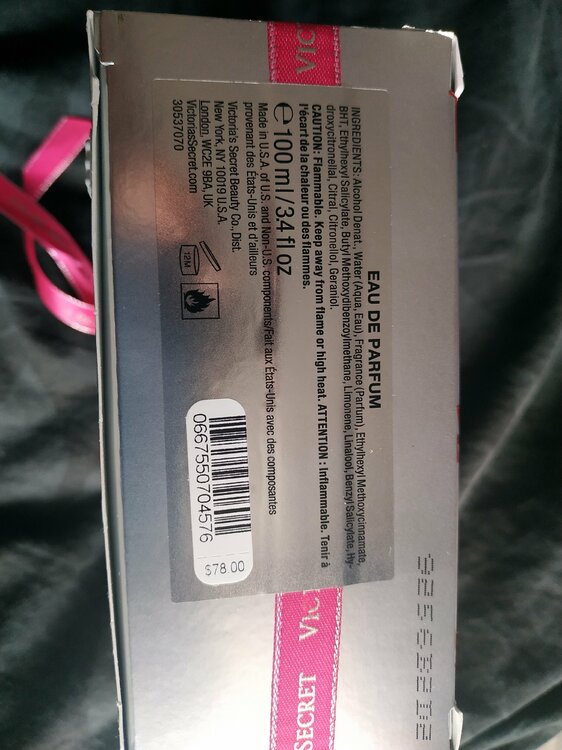 EAU DE PARFUM
INGREDIENTS: Alcohol Denat., Water (Aqua, Eau), Fragrance (Parfum), Ethylhexyl Methoxycinnamate,
BHT, Ethylhexyl Salicylate, Butyl Methoxydibenzoylmethane, Limonene, Linalool, Benzyl Salicylate, Hy-
droxycitronellal, Citral, Citronellol, Geraniol.
CAUTION: Flammable. Keep away from flame or high heat. ATTENTION : Inflammable. Tenir à
l'écart de la chaleur ou des flammes.
℮ 100 ml / 3.4 fl oz
Made in U.S.A. of U.S. and Non-U.S. components/Fait aux États-Unis avec des composantes
provenant des États-Unis et d'ailleurs
Victoria's Secret Beauty Co., Dist.
New York, NY 10019 U.S.A.
London, WC2E 9BA, UK
VictoriasSecret.com
30537070
12M
0667550704576
$78.00
VIC
VIC
SECRET